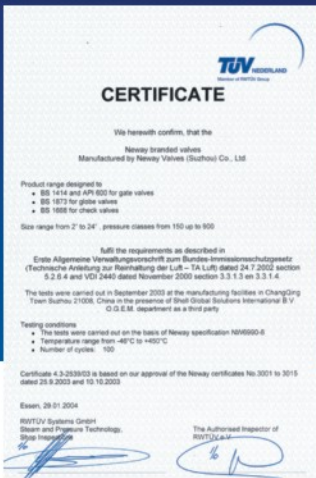 TÜV NEDERLAND
Member of RWTÜV Group
CERTIFICATE
We herewith confirm, that the
Neway branded valves
Manufactured by Neway Valves (Suzhou) Co., Ltd
Product range designed to
• BS 1414 and API 600 for gate valves
• BS 1873 for globe valves
• BS 1868 for check valves
Size range from 2" to 24", pressure classes from 150 up to 900
fulfil the requirements as described in
Erste Allgemeine Verwaltungsvorschrift zum Bundes-Immissionsschutzgesetz
(Technische Anleitung zur Reinhaltung der Luft – TA Luft) dated 24.7.2002 section
5.2.6.4 and VDI 2440 dated November 2000 section 3.3.1.3 en 3.3.1.4.
The tests were carried out in September 2003 at the manufacturing facilities in ChangQing
Town Suzhou 21008, China in the presence of Shell Global Solutions International B.V.
O.G.E.M. department as a third party
Testing conditions
• The tests were carried out on the basis of Neway specification NW6990-6
• Temperature range from -46°C to +450°C
• Number of cycles: 100
Certificate 4.3-2539/03 is based on our approval of the Neway certificates No.3001 to 3015
dated 25.9.2003 and 10.10.2003
Essen, 29.01.2004
RWTÜV Systems GmbH
Steam and Pressure Technology,
Shop Inspections
The Authorised Inspector of
RWTÜV e.V.